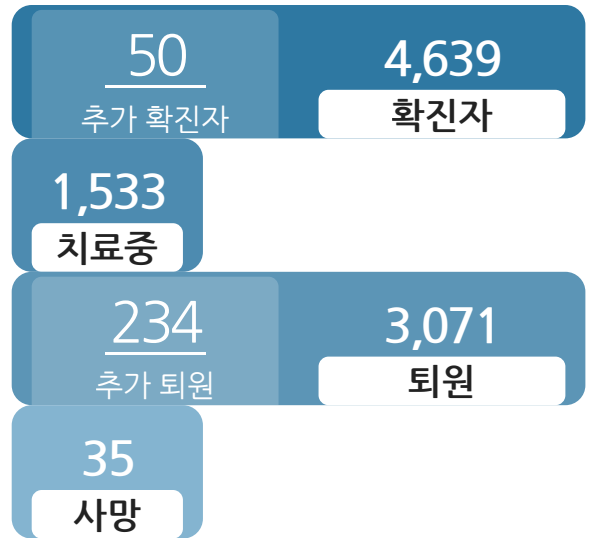 50
추가 확진자
4,639
확진자
1,533
치료중
234
추가 퇴원
3,071
퇴원
35
사망